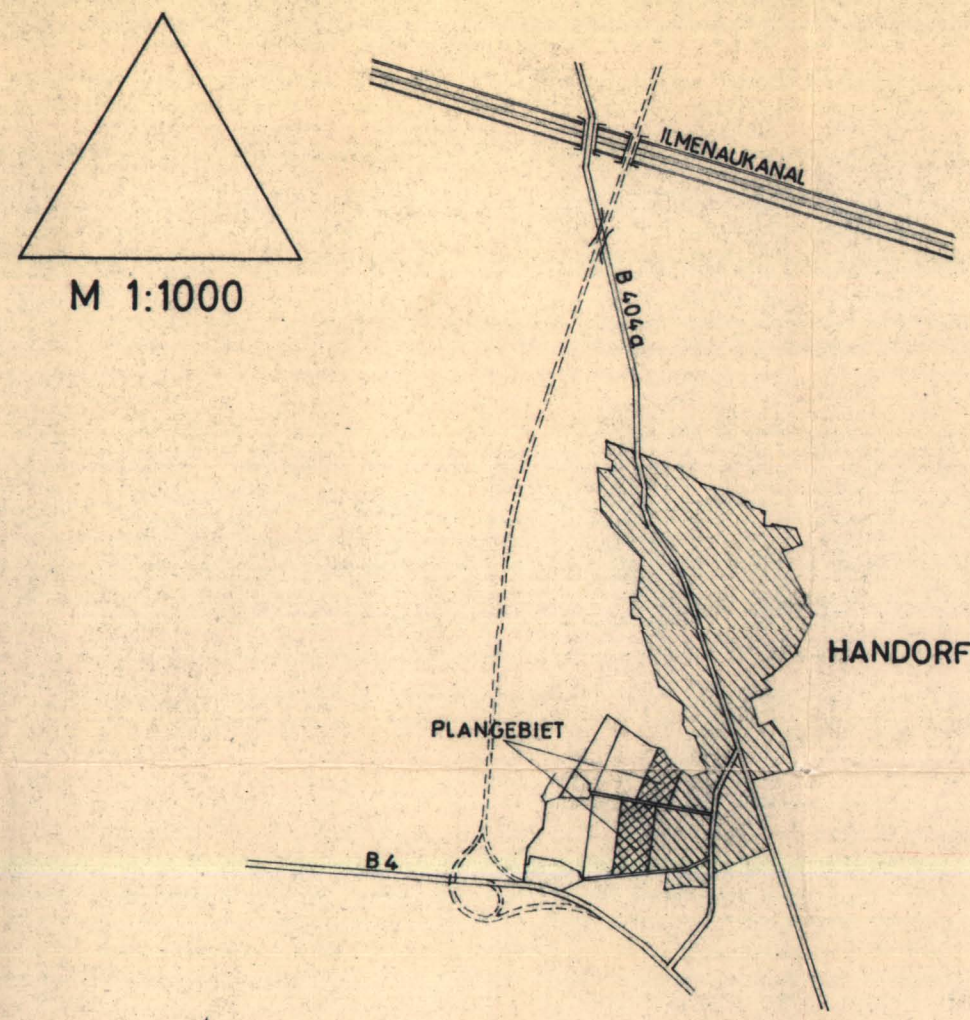 ILMENAUKANAL
M 1:1000
B 404a
HANDORF
PLANGEBIET
B 4